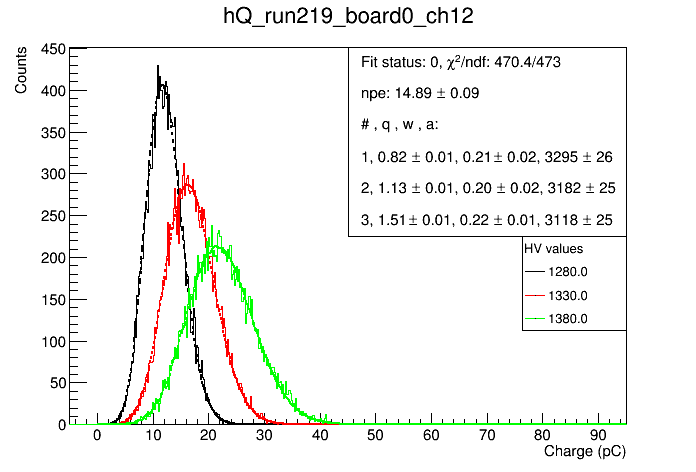 hQ_run219_board0_ch12
Counts
450
400
350
300
250
200
150
100
50
0
Fit status: 0, χ²/ndf: 470.4/473
npe: 14.89 ± 0.09
# , q , w , a:
1, 0.82 ± 0.01, 0.21 ± 0.02, 3295 ± 26
2, 1.13 ± 0.01, 0.20 ± 0.02, 3182 ± 25
3, 1.51 ± 0.01, 0.22 ± 0.01, 3118 ± 25
HV values
1280.0
1330.0
1380.0
0 10 20 30 40 50 60 70 80 90
Charge (pC)